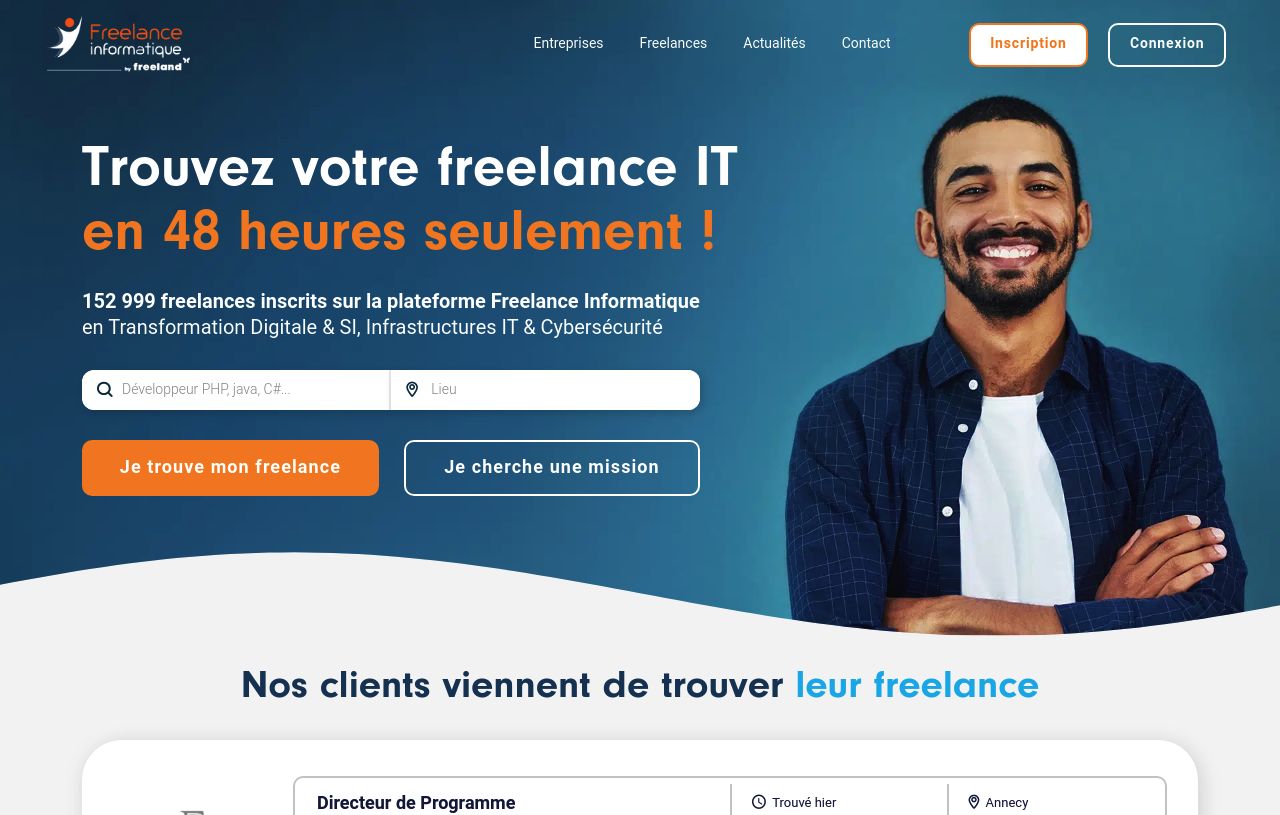 Freelance
informatique
by freeland
Entreprises
Freelances
Actualités
Contact
Inscription
Connexion
Trouvez votre freelance IT
en 48 heures seulement !
152 999 freelances inscrits sur la plateforme Freelance Informatique
en Transformation Digitale & SI, Infrastructures IT & Cybersécurité
Développeur PHP, java, C#...
Lieu
Je trouve mon freelance
Je cherche une mission
Nos clients viennent de trouver leur freelance
Directeur de Programme
Trouvé hier
Annecy